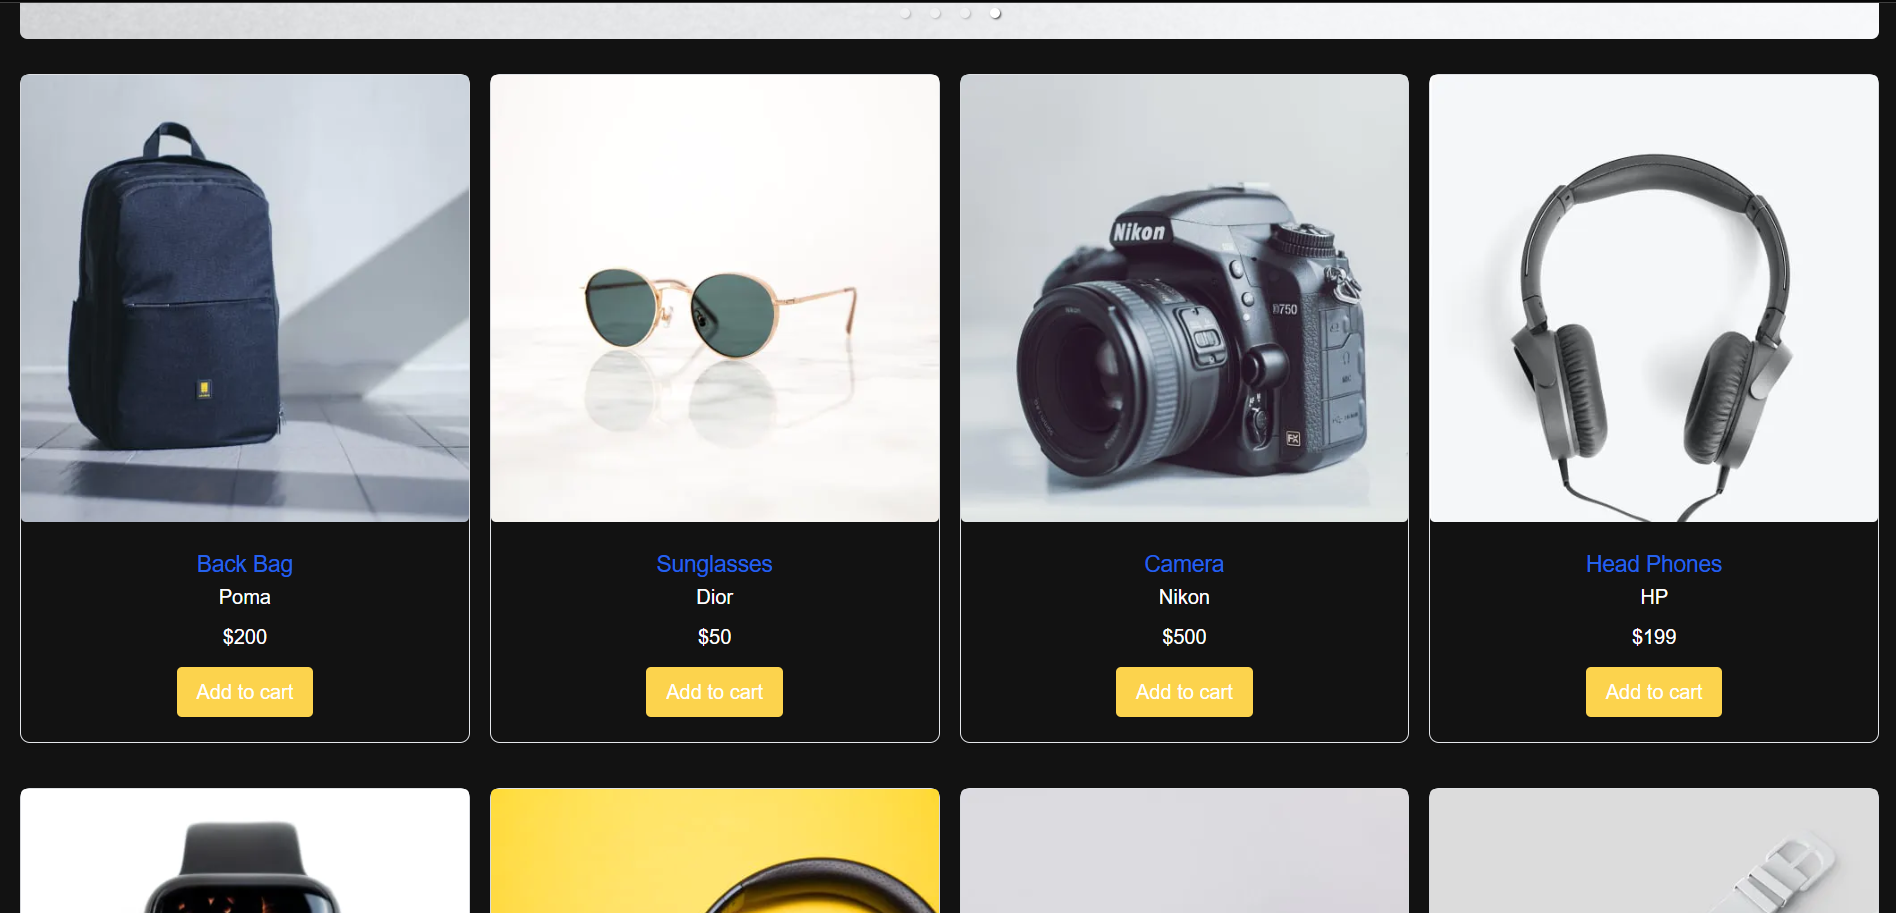 Nikon
D750
FX
Back Bag
Poma
$200
Add to cart
Sunglasses
Dior
$50
Add to cart
Camera
Nikon
$500
Add to cart
Head Phones
HP
$199
Add to cart